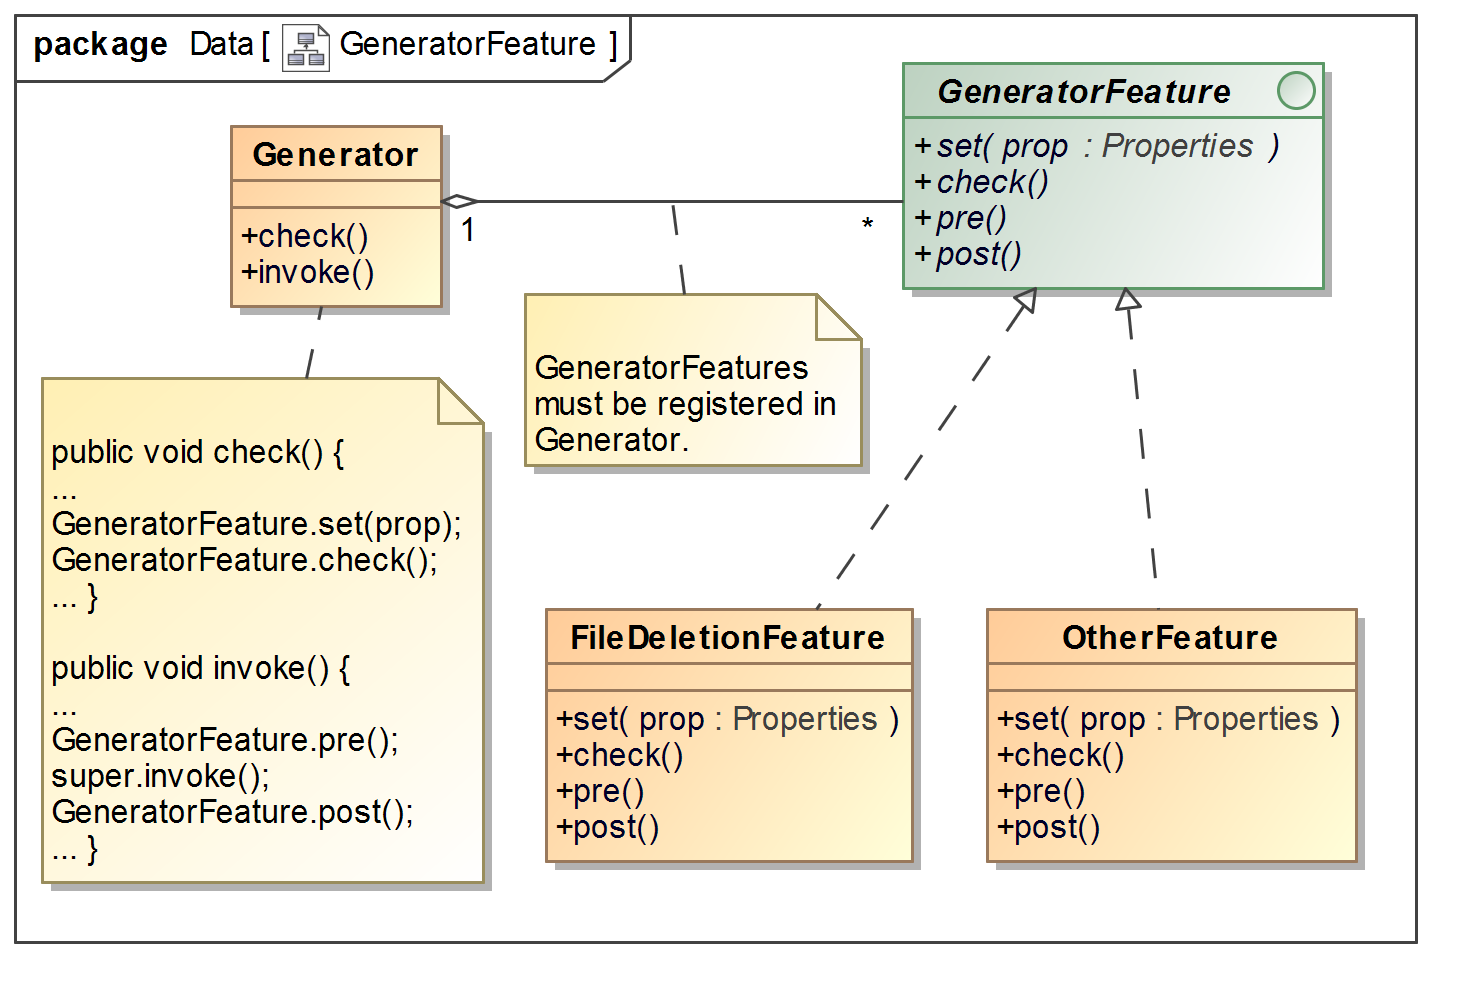 package Data [ GeneratorFeature ]
Generator
+check()
+invoke()
1
*
GeneratorFeature
+set( prop : Properties )
+check()
+pre()
+post()
GeneratorFeatures
must be registered in
Generator.
public void check() {
...
GeneratorFeature.set(prop);
GeneratorFeature.check();
... }
public void invoke() {
...
GeneratorFeature.pre();
super.invoke();
GeneratorFeature.post();
... }
FileDeletionFeature
+set( prop : Properties )
+check()
+pre()
+post()
OtherFeature
+set( prop : Properties )
+check()
+pre()
+post()